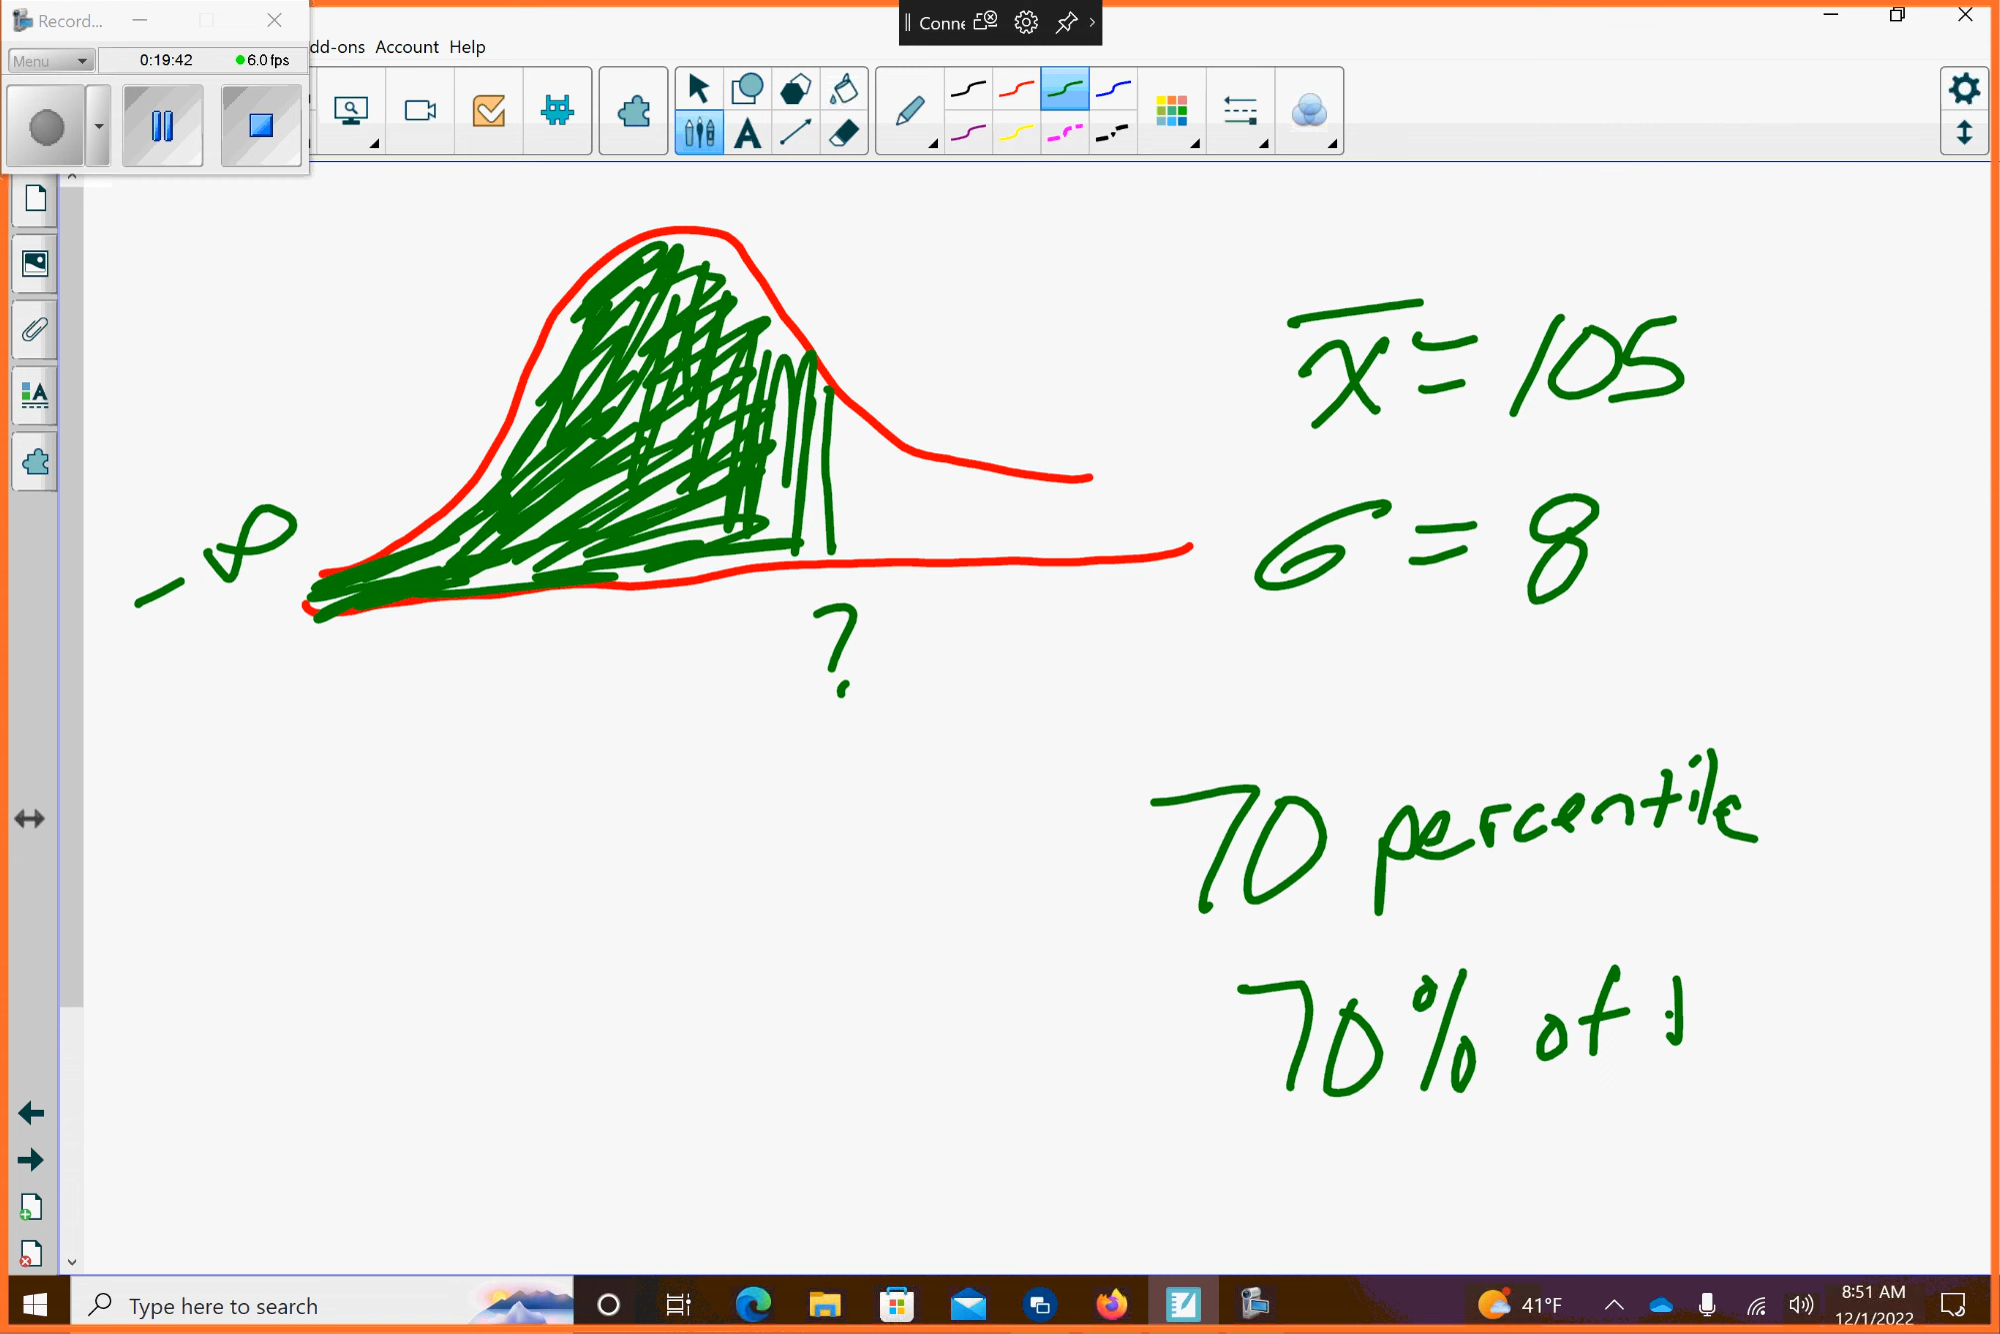 Record...
Conne
dd-ons Account Help
Menu
0:19:42
6.0 fps
A
A
x̄ = 105
- ∞
σ = 8
?
70 percentile
70% of
Type here to search
41°F
8:51 AM
12/1/2022